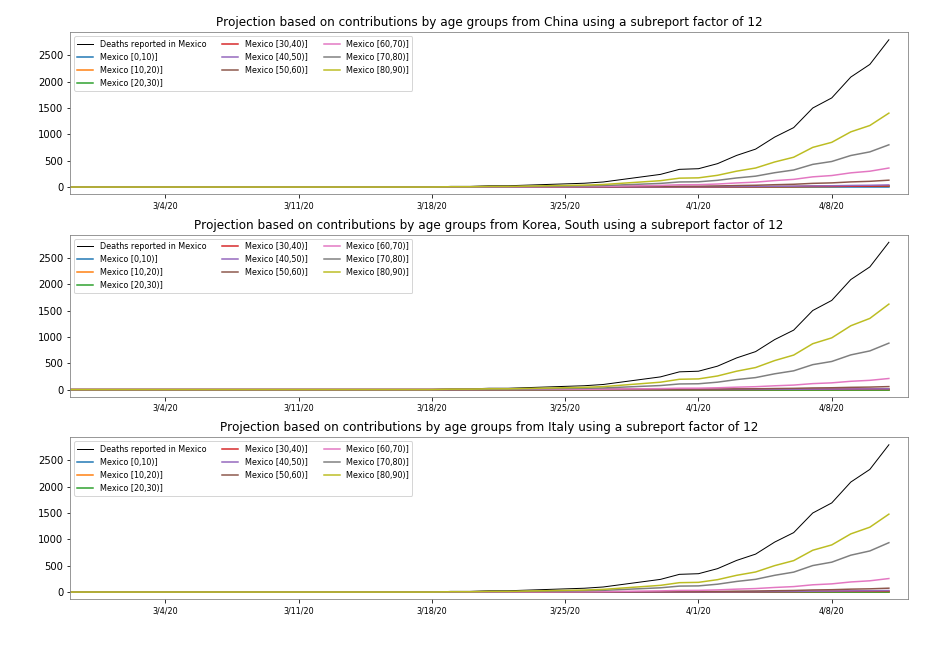 Projection based on contributions by age groups from China using a subreport factor of 12
Deaths reported in Mexico Mexico [30,40)] Mexico [60,70)]
Mexico [0,10)] Mexico [40,50)] Mexico [70,80)]
Mexico [10,20)] Mexico [50,60)] Mexico [80,90)]
Mexico [20,30)]
2500
2000
1500
1000
500
0
3/4/20 3/11/20 3/18/20 3/25/20 4/1/20 4/8/20
Projection based on contributions by age groups from Korea, South using a subreport factor of 12
Deaths reported in Mexico Mexico [30,40)] Mexico [60,70)]
Mexico [0,10)] Mexico [40,50)] Mexico [70,80)]
Mexico [10,20)] Mexico [50,60)] Mexico [80,90)]
Mexico [20,30)]
2500
2000
1500
1000
500
0
3/4/20 3/11/20 3/18/20 3/25/20 4/1/20 4/8/20
Projection based on contributions by age groups from Italy using a subreport factor of 12
Deaths reported in Mexico Mexico [30,40)] Mexico [60,70)]
Mexico [0,10)] Mexico [40,50)] Mexico [70,80)]
Mexico [10,20)] Mexico [50,60)] Mexico [80,90)]
Mexico [20,30)]
2500
2000
1500
1000
500
0
3/4/20 3/11/20 3/18/20 3/25/20 4/1/20 4/8/20